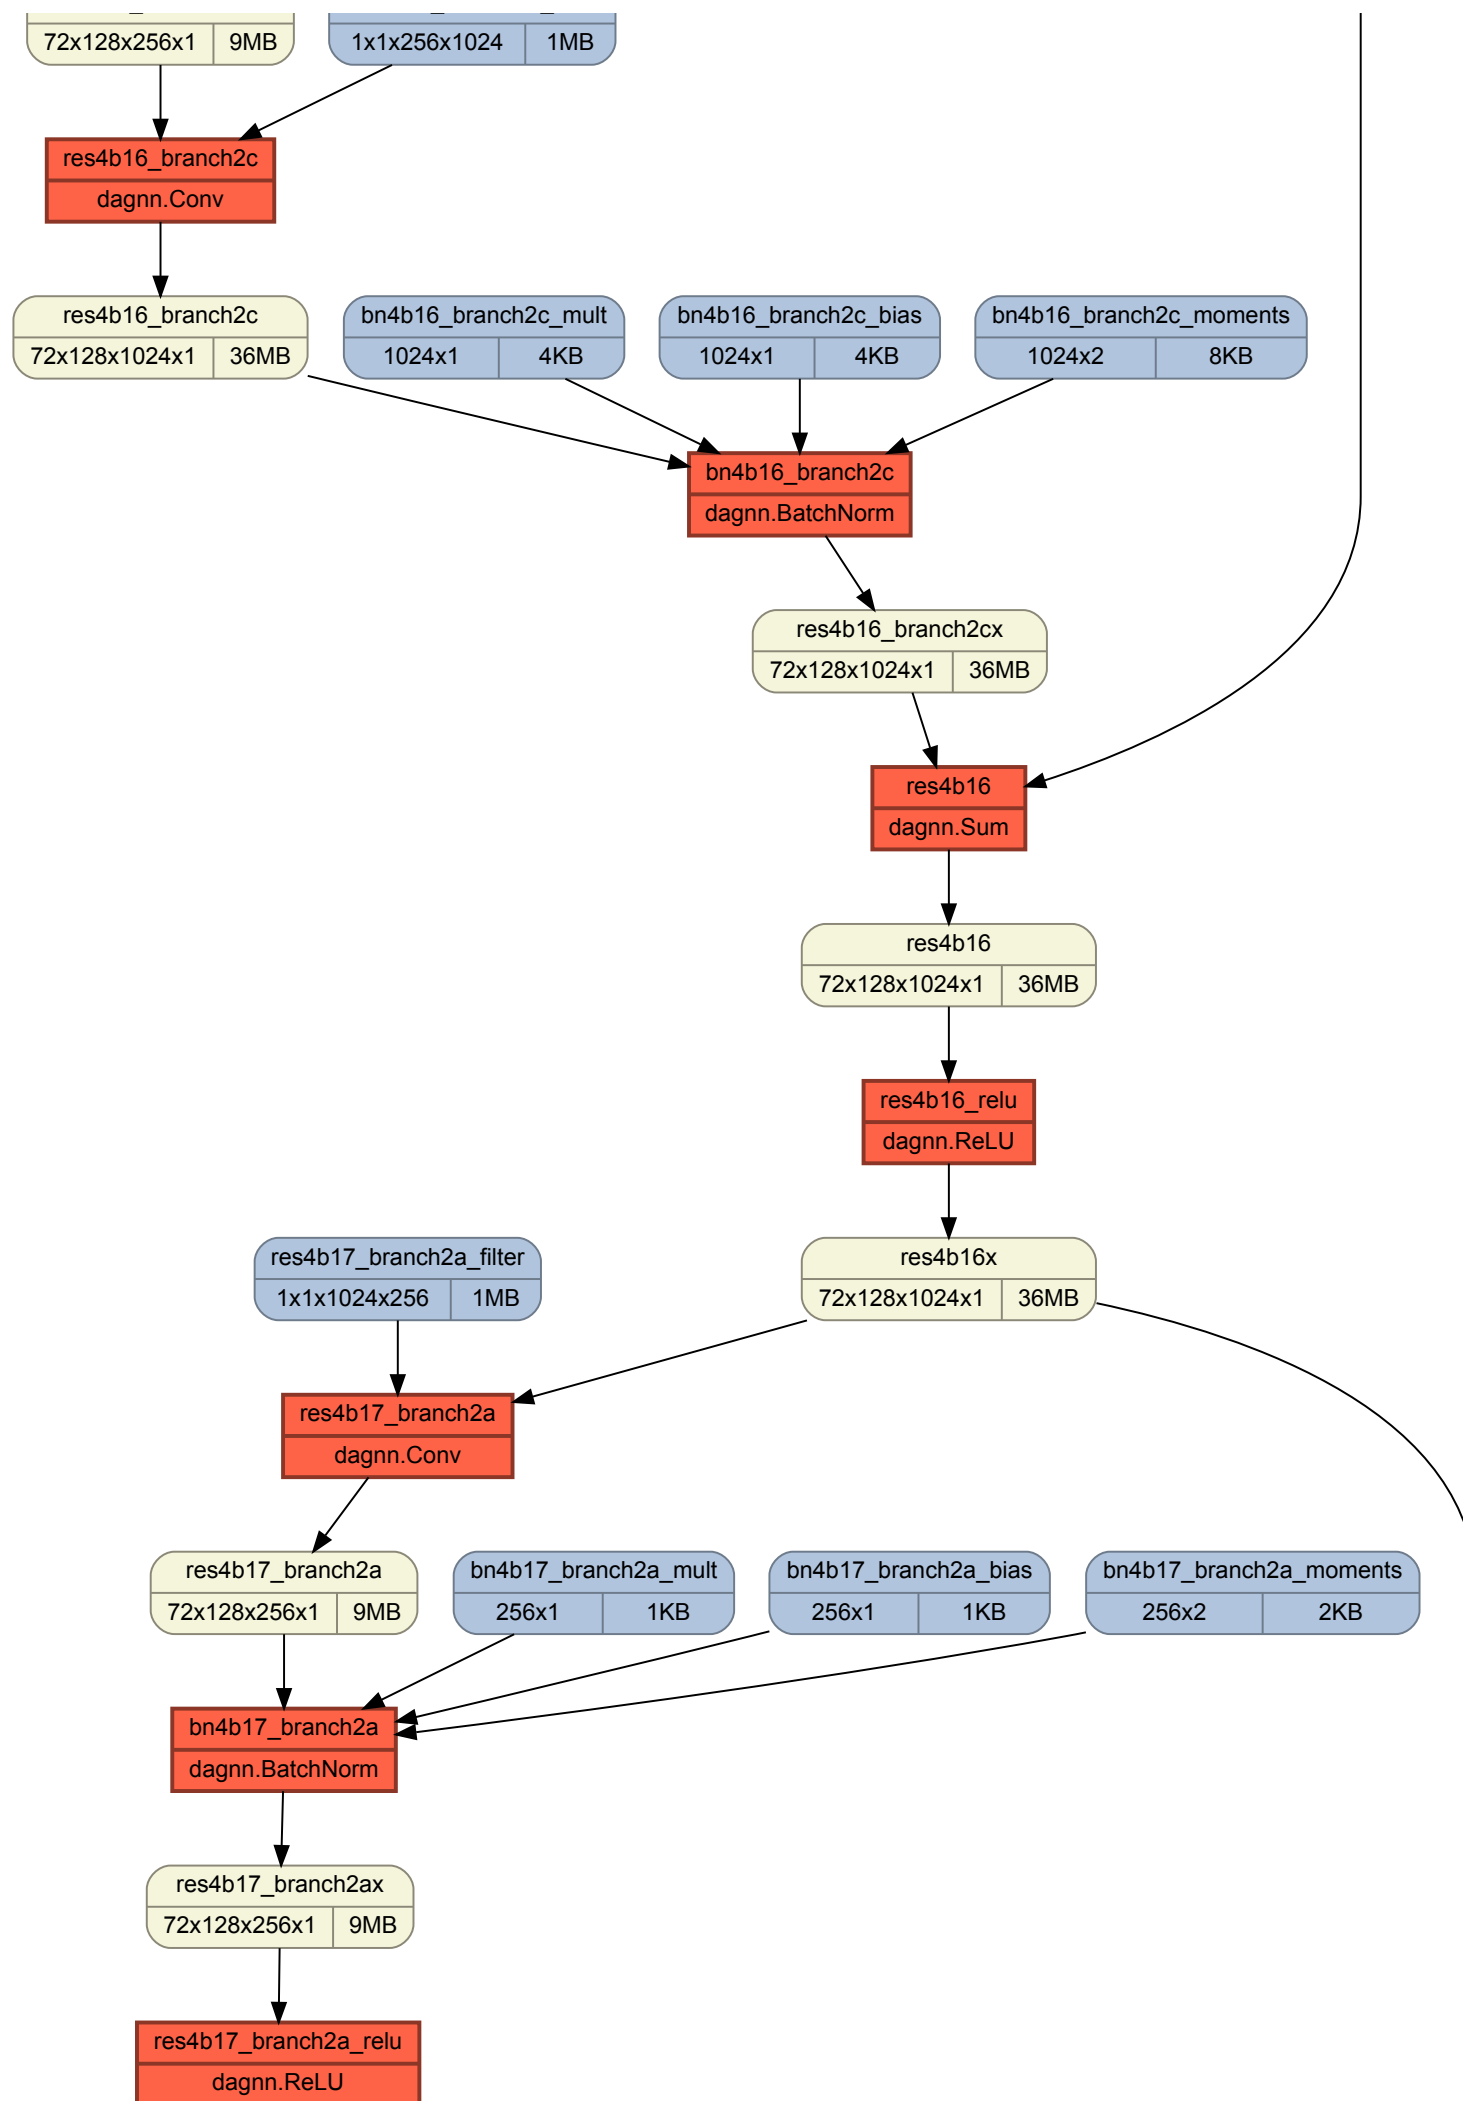 72x128x256x1 9MB
1x1x256x1024 1MB
res4b16_branch2c
dagnn.Conv
res4b16_branch2c
72x128x1024x1 36MB
bn4b16_branch2c_mult
1024x1 4KB
bn4b16_branch2c_bias
1024x1 4KB
bn4b16_branch2c_moments
1024x2 8KB
bn4b16_branch2c
dagnn.BatchNorm
res4b16_branch2cx
72x128x1024x1 36MB
res4b16
dagnn.Sum
res4b16
72x128x1024x1 36MB
res4b16_relu
dagnn.ReLU
res4b17_branch2a_filter
1x1x1024x256 1MB
res4b16x
72x128x1024x1 36MB
res4b17_branch2a
dagnn.Conv
res4b17_branch2a
72x128x256x1 9MB
bn4b17_branch2a_mult
256x1 1KB
bn4b17_branch2a_bias
256x1 1KB
bn4b17_branch2a_moments
256x2 2KB
bn4b17_branch2a
dagnn.BatchNorm
res4b17_branch2ax
72x128x256x1 9MB
res4b17_branch2a_relu
dagnn.ReLU